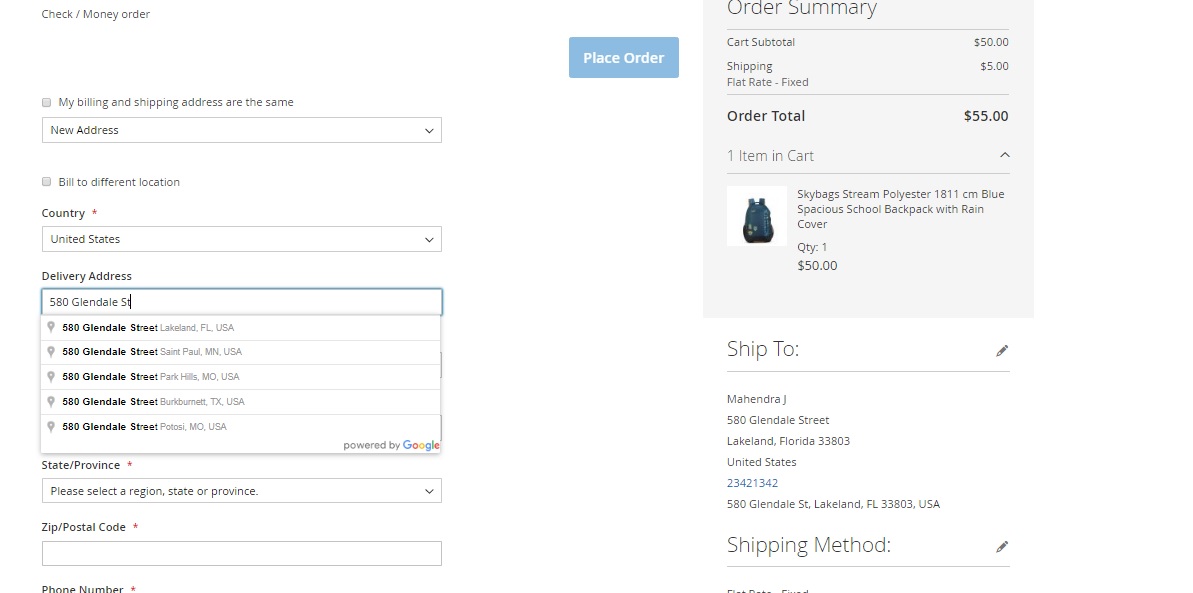 Check / Money order
Place Order
My billing and shipping address are the same
New Address
Bill to different location
Country *
United States
Delivery Address
580 Glendale St
580 Glendale Street Lakeland, FL, USA
580 Glendale Street Saint Paul, MN, USA
580 Glendale Street Park Hills, MO, USA
580 Glendale Street Burkburnett, TX, USA
580 Glendale Street Potosi, MO, USA
powered by Google
State/Province *
Please select a region, state or province.
Zip/Postal Code *
Phone Number *
Order Summary
Cart Subtotal $50.00
Shipping $5.00
Flat Rate - Fixed
Order Total $55.00
1 Item in Cart
Skybags Stream Polyester 1811 cm Blue
Spacious School Backpack with Rain
Cover
Qty: 1
$50.00
Ship To:
Mahendra J
580 Glendale Street
Lakeland, Florida 33803
United States
23421342
580 Glendale St, Lakeland, FL 33803, USA
Shipping Method:
Flat Rate - Fixed